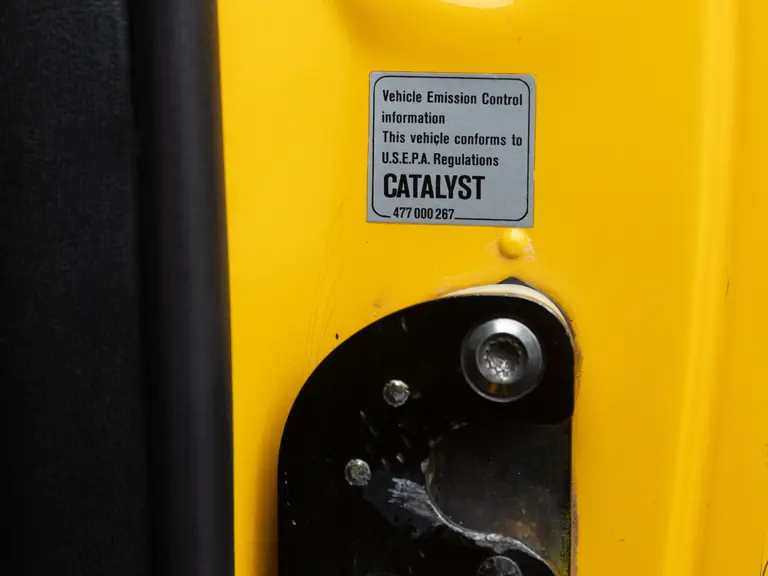 Vehicle Emission Control
information
This vehicle conforms to
U.S.E.P.A. Regulations
CATALYST
477 000 267